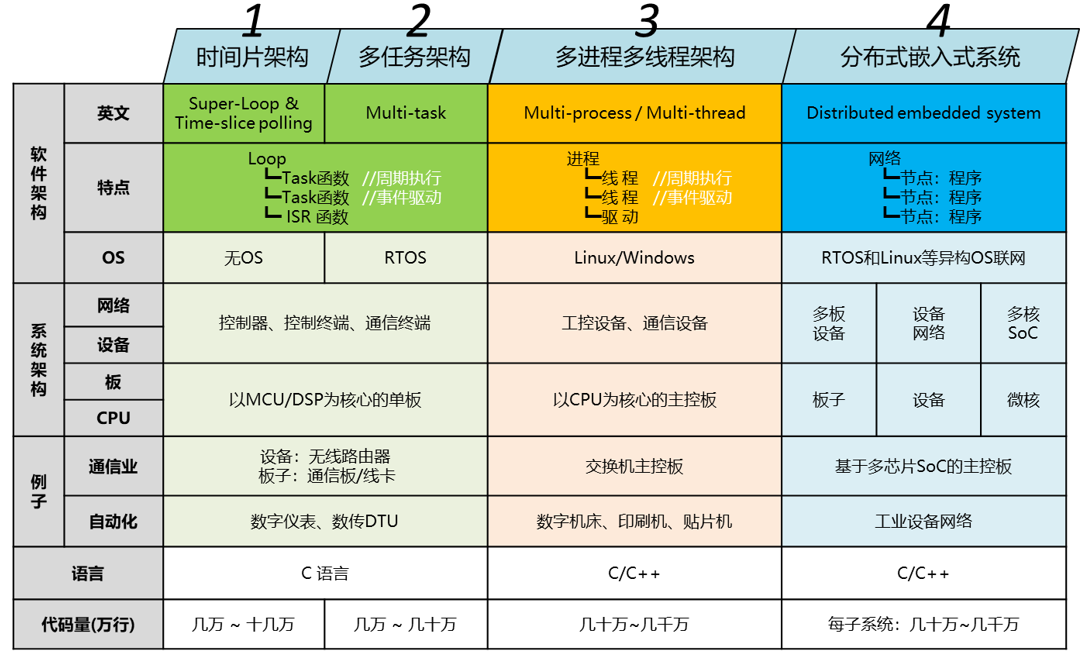 1
2
3
4
时间片架构
多任务架构
多进程多线程架构
分布式嵌入式系统
软件架构
英文
Super-Loop &
Time-slice polling
Multi-task
Multi-process / Multi-thread
Distributed embedded system
特点
Loop
Task函数 //周期执行
Task函数 //事件驱动
ISR 函数
进程
线 程 //周期执行
线 程 //事件驱动
驱 动
网络
节点：程序
节点：程序
节点：程序
OS
无OS
RTOS
Linux/Windows
RTOS和Linux等异构OS联网
系统架构
网络
设备
控制器、控制终端、通信终端
工控设备、通信设备
多板
设备
设备
网络
多核
SoC
板
CPU
以MCU/DSP为核心的单板
以CPU为核心的主控板
板子
设备
微核
例子
通信业
设备：无线路由器
板子：通信板/线卡
交换机主控板
基于多芯片SoC的主控板
自动化
数字仪表、数传DTU
数字机床、印刷机、贴片机
工业设备网络
语言
C 语言
C/C++
C/C++
代码量(万行)
几万 ~ 十几万
几万 ~ 几十万
几十万~几千万
每子系统：几十万~几千万